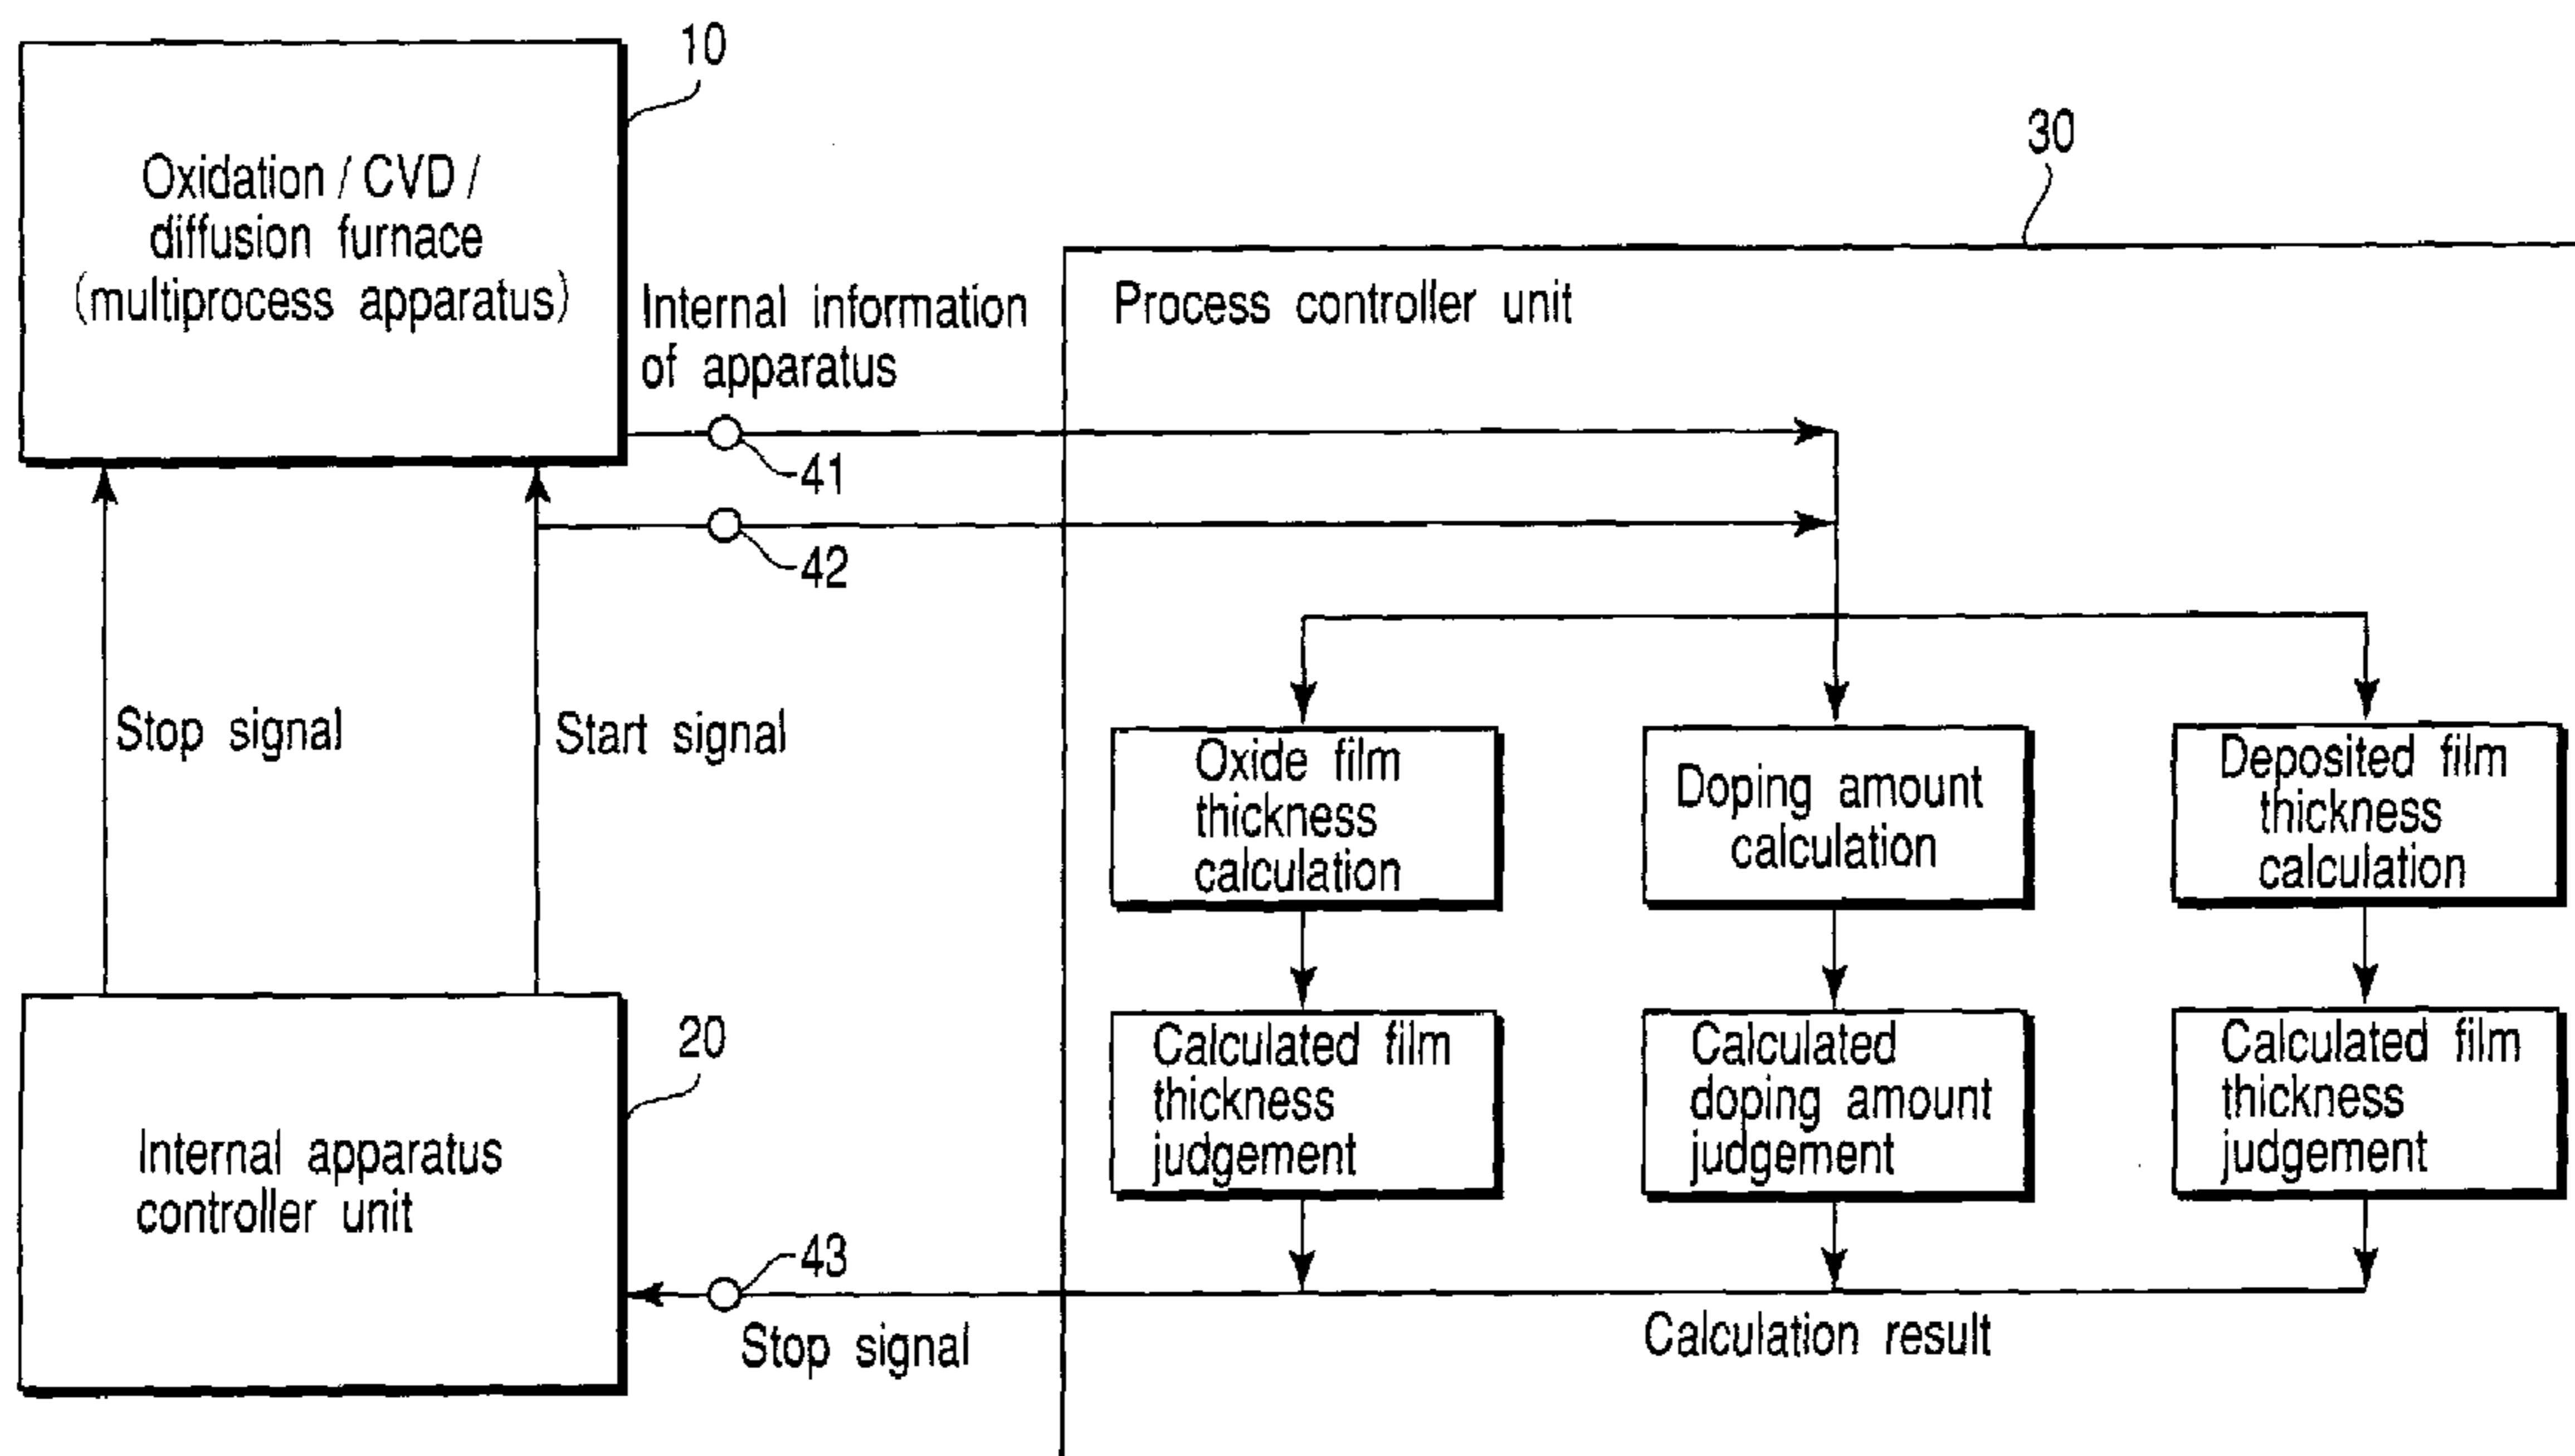 10
Oxidation / CVD /
diffusion furnace
(multiprocess apparatus)
30
Internal information
of apparatus
Process controller unit
41
42
Stop signal
Start signal
Oxide film
thickness
calculation
Doping amount
calculation
Deposited film
thickness
calculation
20
Internal apparatus
controller unit
Calculated film
thickness
judgement
Calculated
doping amount
judgement
Calculated film
thickness
judgement
43
Stop signal
Calculation result